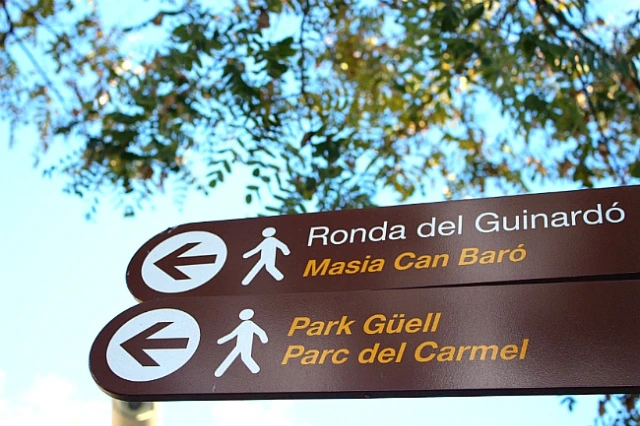 Ronda del Guinardó
Masia Can Baró
Park Güell
Parc del Carmel